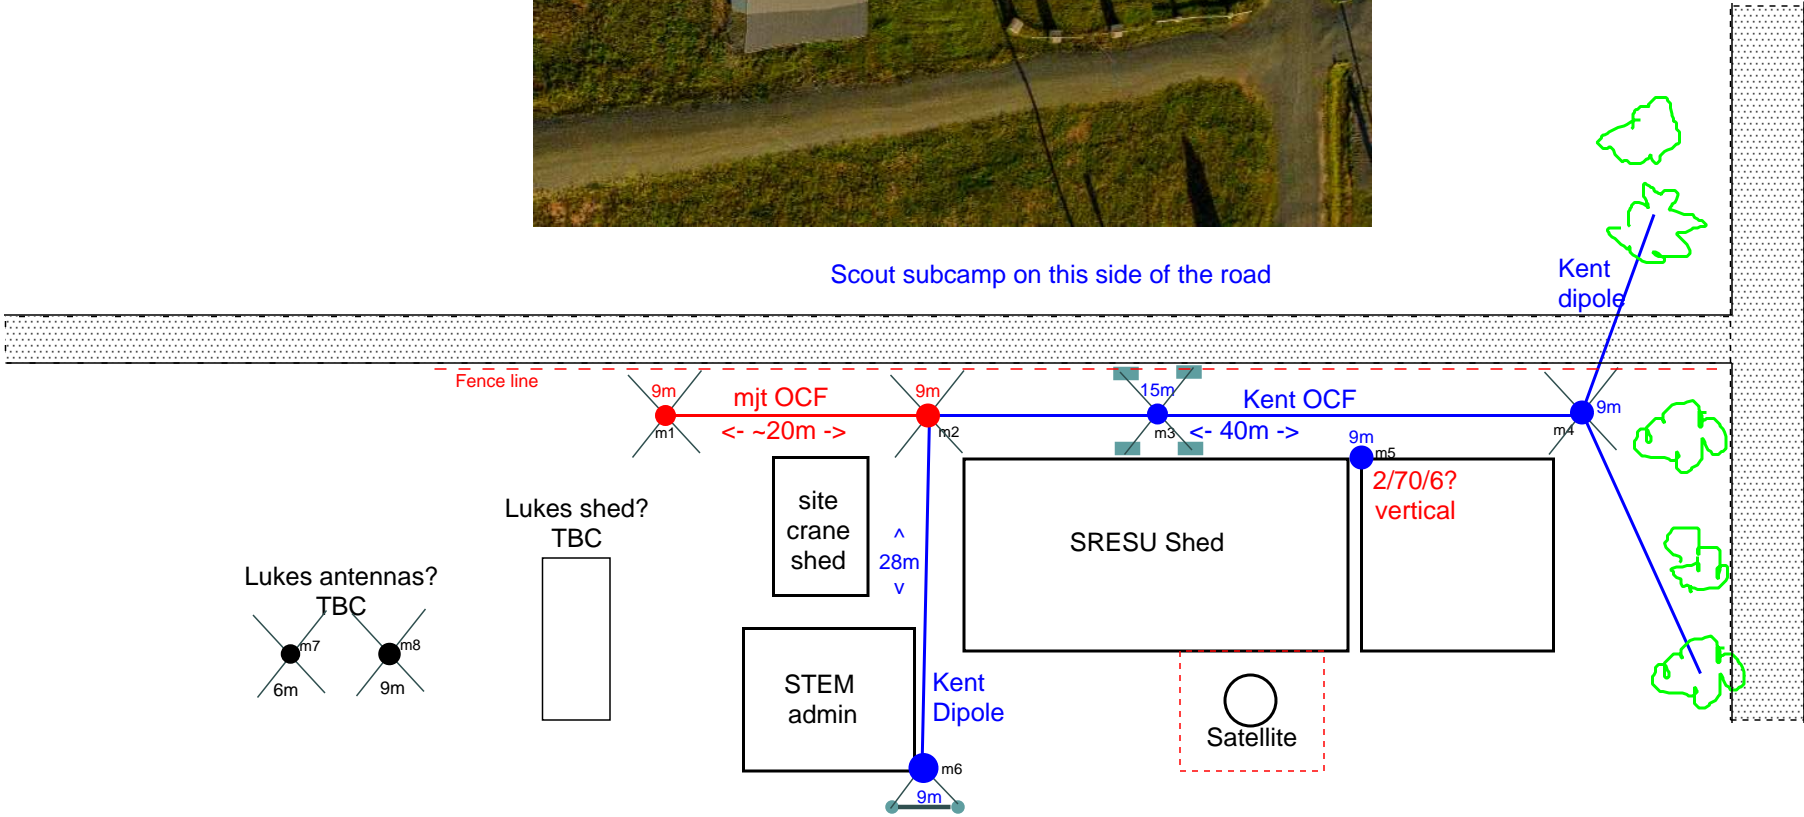 Scout subcamp on this side of the road
Kent
dipole
Fence line
9m
mjt OCF
9m
15m
Kent OCF
9m
m1
<- ~20m ->
m2
m3
<- 40m ->
m4
9m
m5
2/70/6?
vertical
Lukes shed?
TBC
site
crane
shed
^
28m
v
SRESU Shed
Lukes antennas?
TBC
m7
m8
6m
9m
STEM
admin
Kent
Dipole
Satellite
m6
9m